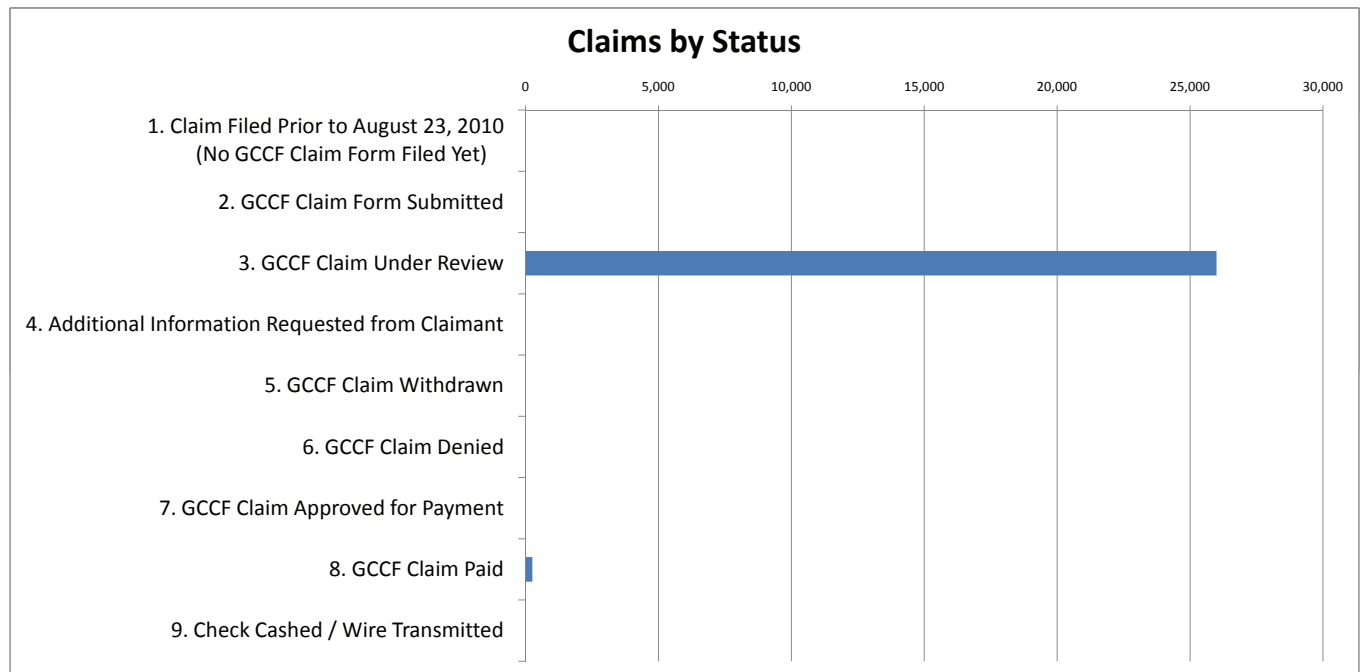 Claims by Status
0 5,000 10,000 15,000 20,000 25,000 30,000
1. Claim Filed Prior to August 23, 2010
(No GCCF Claim Form Filed Yet)
2. GCCF Claim Form Submitted
3. GCCF Claim Under Review
4. Additional Information Requested from Claimant
5. GCCF Claim Withdrawn
6. GCCF Claim Denied
7. GCCF Claim Approved for Payment
8. GCCF Claim Paid
9. Check Cashed / Wire Transmitted